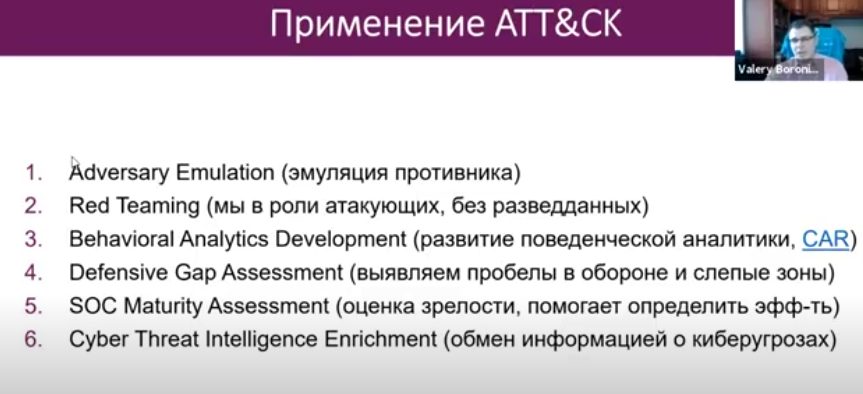 Применение ATT&CK
Valery Boroni...
1. Adversary Emulation (эмуляция противника)
2. Red Teaming (мы в роли атакующих, без разведданных)
3. Behavioral Analytics Development (развитие поведенческой аналитики, CAR)
4. Defensive Gap Assessment (выявляем пробелы в обороне и слепые зоны)
5. SOC Maturity Assessment (оценка зрелости, помогает определить эфф-ть)
6. Cyber Threat Intelligence Enrichment (обмен информацией о киберугрозах)